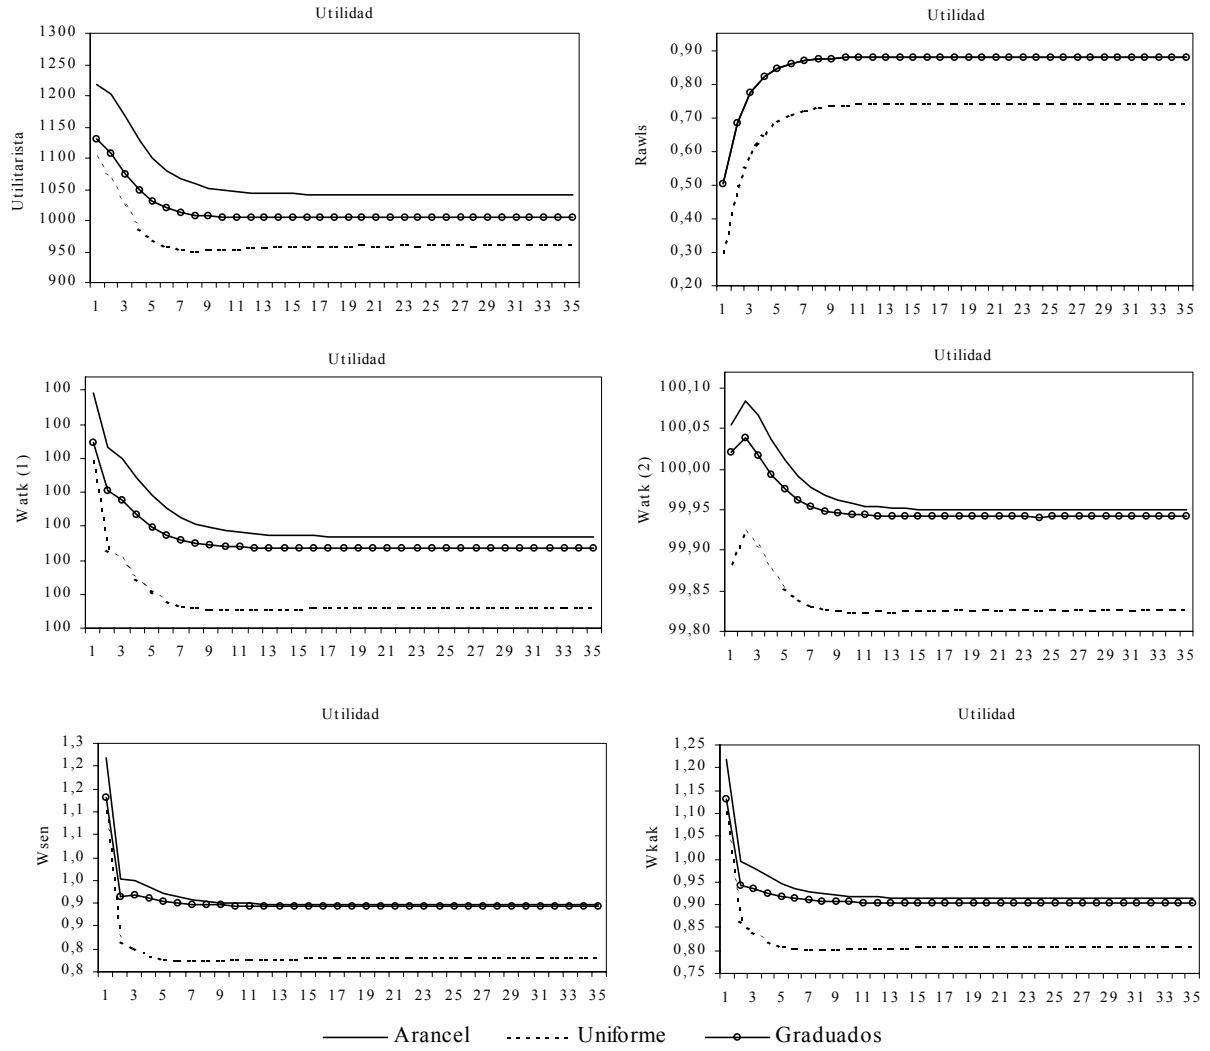 Utilidad
1300
1250
1200
1150
1100
1050
1000
950
900
Utilitarista
1 3 5 7 9 11 13 15 17 19 21 23 25 27 29 31 33 35
Utilidad
0,90
0,80
0,70
0,60
0,50
0,40
0,30
0,20
Rawls
1 3 5 7 9 11 13 15 17 19 21 23 25 27 29 31 33 35
Utilidad
100
100
100
100
100
100
100
100
Watk (1)
1 3 5 7 9 11 13 15 17 19 21 23 25 27 29 31 33 35
Utilidad
100,10
100,05
100,00
99,95
99,90
99,85
99,80
Watk (2)
1 3 5 7 9 11 13 15 17 19 21 23 25 27 29 31 33 35
Utilidad
1,3
1,2
1,2
1,1
1,1
1,0
1,0
0,9
0,9
0,8
0,8
Wsen
1 3 5 7 9 11 13 15 17 19 21 23 25 27 29 31 33 35
Utilidad
1,25
1,20
1,15
1,10
1,05
1,00
0,95
0,90
0,85
0,80
0,75
Wkak
1 3 5 7 9 11 13 15 17 19 21 23 25 27 29 31 33 35
Arancel Uniforme Graduados